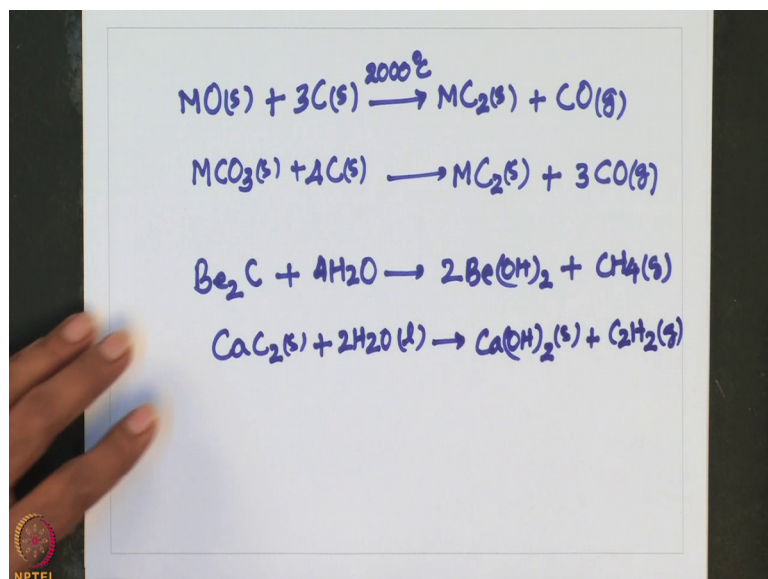 2000°C
MO(s) + 3C(s) ⟶ MC₂(s) + CO(g)
MCO₃(s) + 4C(s) ⟶ MC₂(s) + 3CO(g)
Be₂C + 4H2O ⟶ 2Be(OH)₂ + CH4(g)
CaC₂(s) + 2H2O(l) ⟶ Ca(OH)₂(s) + C₂H₂(g)
NPTEL